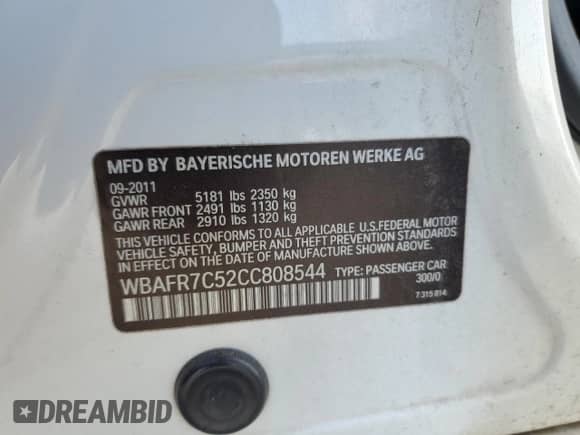 MFD BY BAYERISCHE MOTOREN WERKE AG
09-2011
GVWR 5181 lbs 2350 kg
GAWR FRONT 2491 lbs 1130 kg
GAWR REAR 2910 lbs 1320 kg
THIS VEHICLE CONFORMS TO ALL APPLICABLE U.S.FEDERAL MOTOR
VEHICLE SAFETY, BUMPER AND THEFT PREVENTION STANDARDS
IN EFFECT ON THE DATE OF MANUFACTURE SHOWN ABOVE.
WBAFR7C52CC808544 TYPE: PASSENGER CAR
300/0
7 315 814
DREAMBID